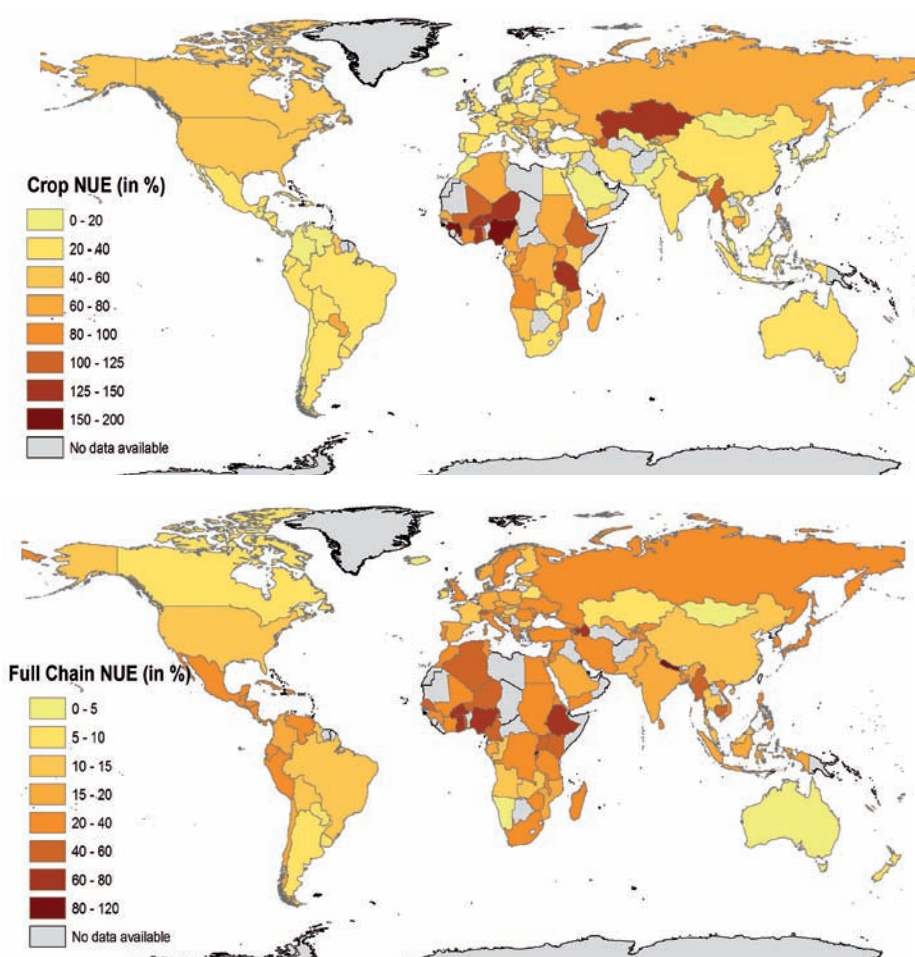 Crop NUE (in %)
0 - 20
20 - 40
40 - 60
60 - 80
80 - 100
100 - 125
125 - 150
150 - 200
No data available
Full Chain NUE (in %)
0 - 5
5 - 10
10 - 15
15 - 20
20 - 40
40 - 60
60 - 80
80 - 120
No data available